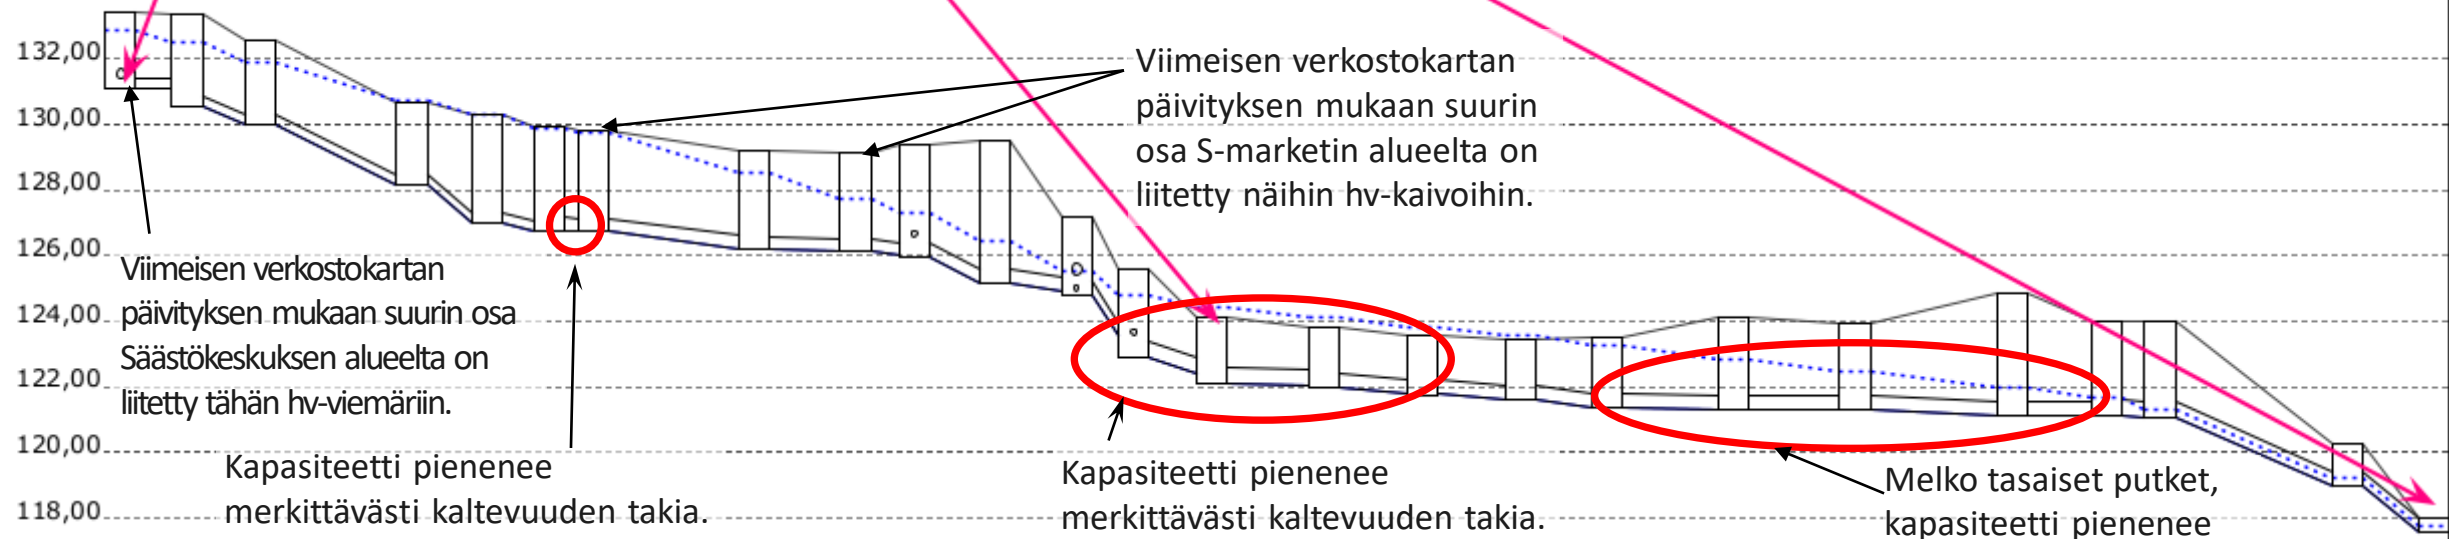 132,00
130,00
128,00
126,00
124,00
122,00
120,00
118,00
Viimeisen verkostokartan
päivityksen mukaan suurin
osa S-marketin alueelta on
liitetty näihin hv-kaivoihin.
Viimeisen verkostokartan
päivityksen mukaan suurin osa
Säästökeskuksen alueelta on
liitetty tähän hv-viemäriin.
Kapasiteetti pienenee
merkittävästi kaltevuuden takia.
Kapasiteetti pienenee
merkittävästi kaltevuuden takia.
Melko tasaiset putket,
kapasiteetti pienenee